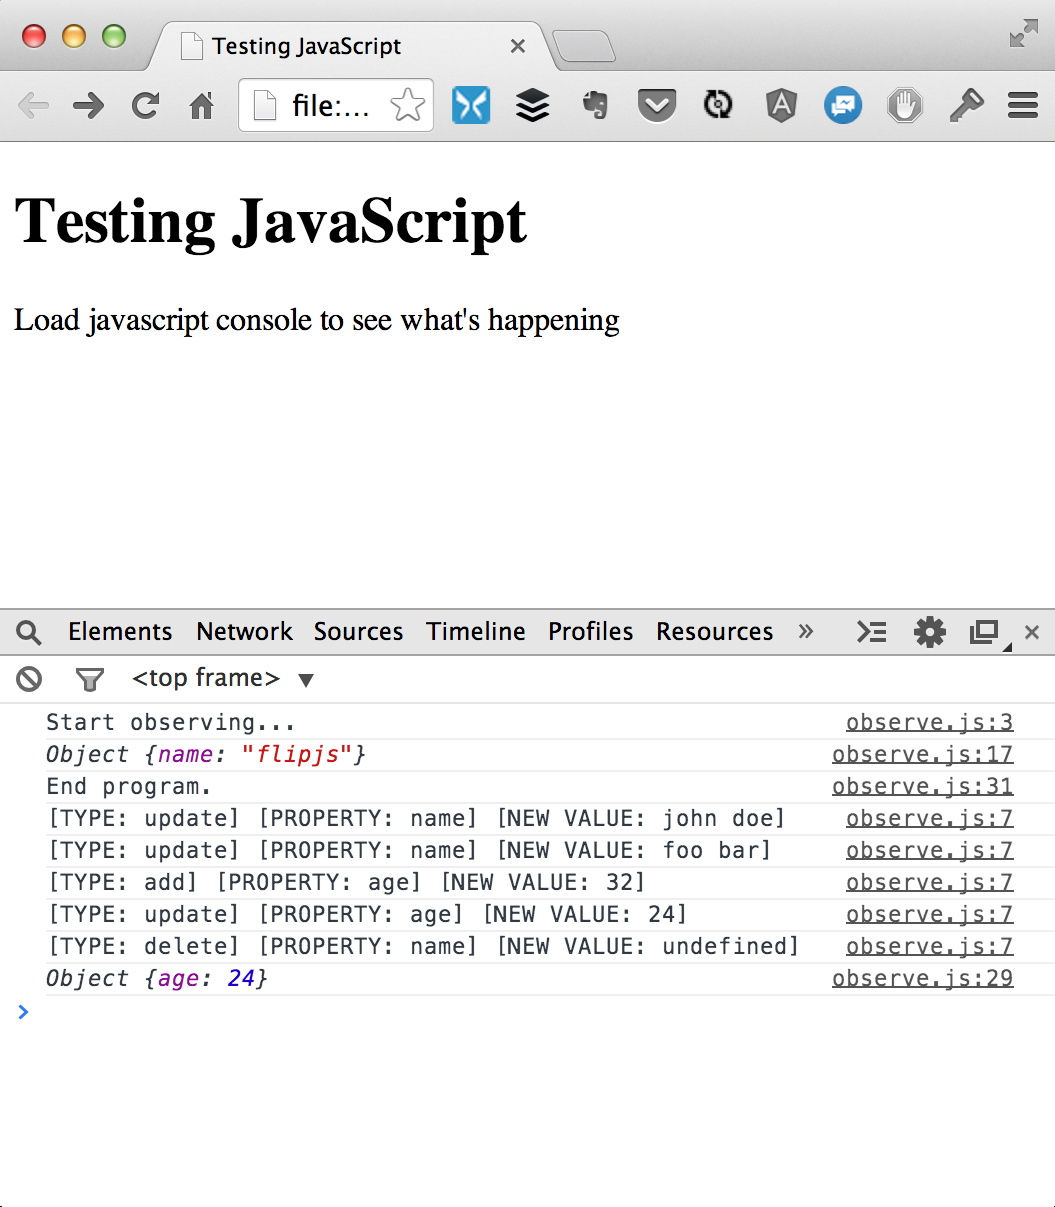 Testing JavaScript
file:...
Testing JavaScript
Load javascript console to see what's happening
Elements Network Sources Timeline Profiles Resources »
<top frame> ▼
Start observing... observe.js:3
Object {name: "flipjs"} observe.js:17
End program. observe.js:31
[TYPE: update] [PROPERTY: name] [NEW VALUE: john doe] observe.js:7
[TYPE: update] [PROPERTY: name] [NEW VALUE: foo bar] observe.js:7
[TYPE: add] [PROPERTY: age] [NEW VALUE: 32] observe.js:7
[TYPE: update] [PROPERTY: age] [NEW VALUE: 24] observe.js:7
[TYPE: delete] [PROPERTY: name] [NEW VALUE: undefined] observe.js:7
Object {age: 24} observe.js:29